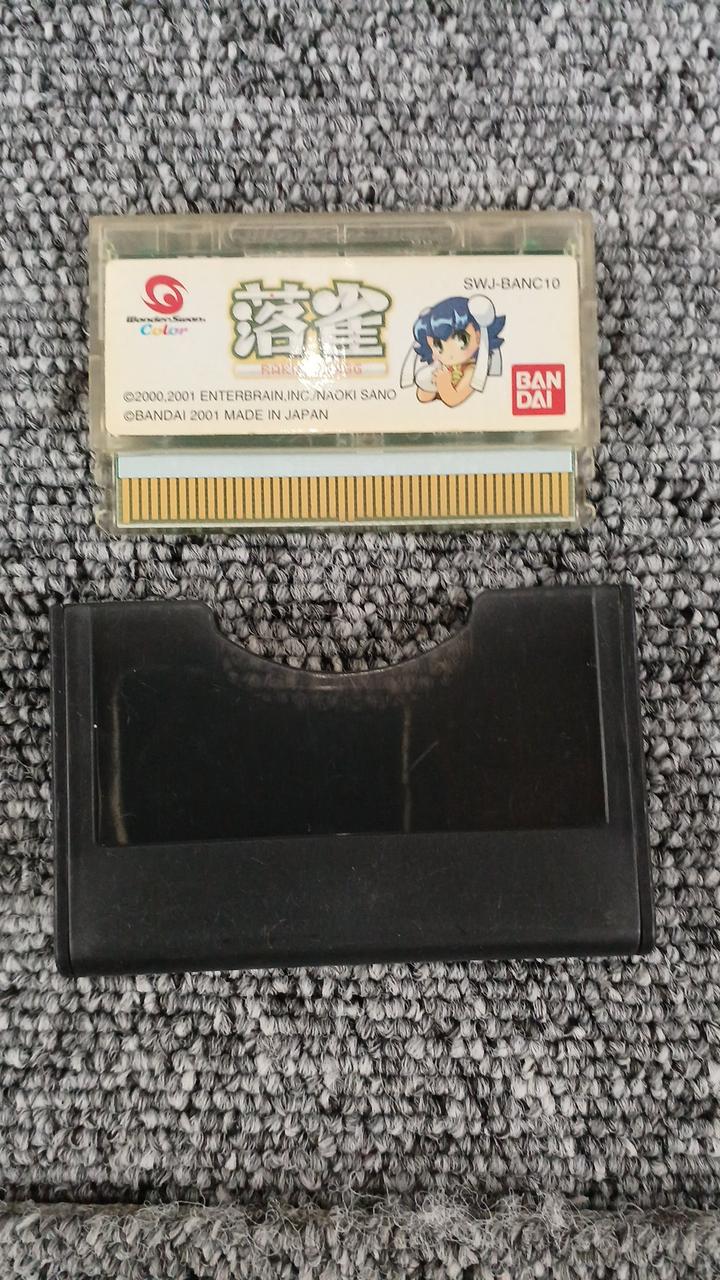 SWJ-BANC10
WonderSwan
Color
落雀
©2000,2001 ENTERBRAIN,INC./NAOKI SANO
©BANDAI 2001 MADE IN JAPAN
BAN
DAI